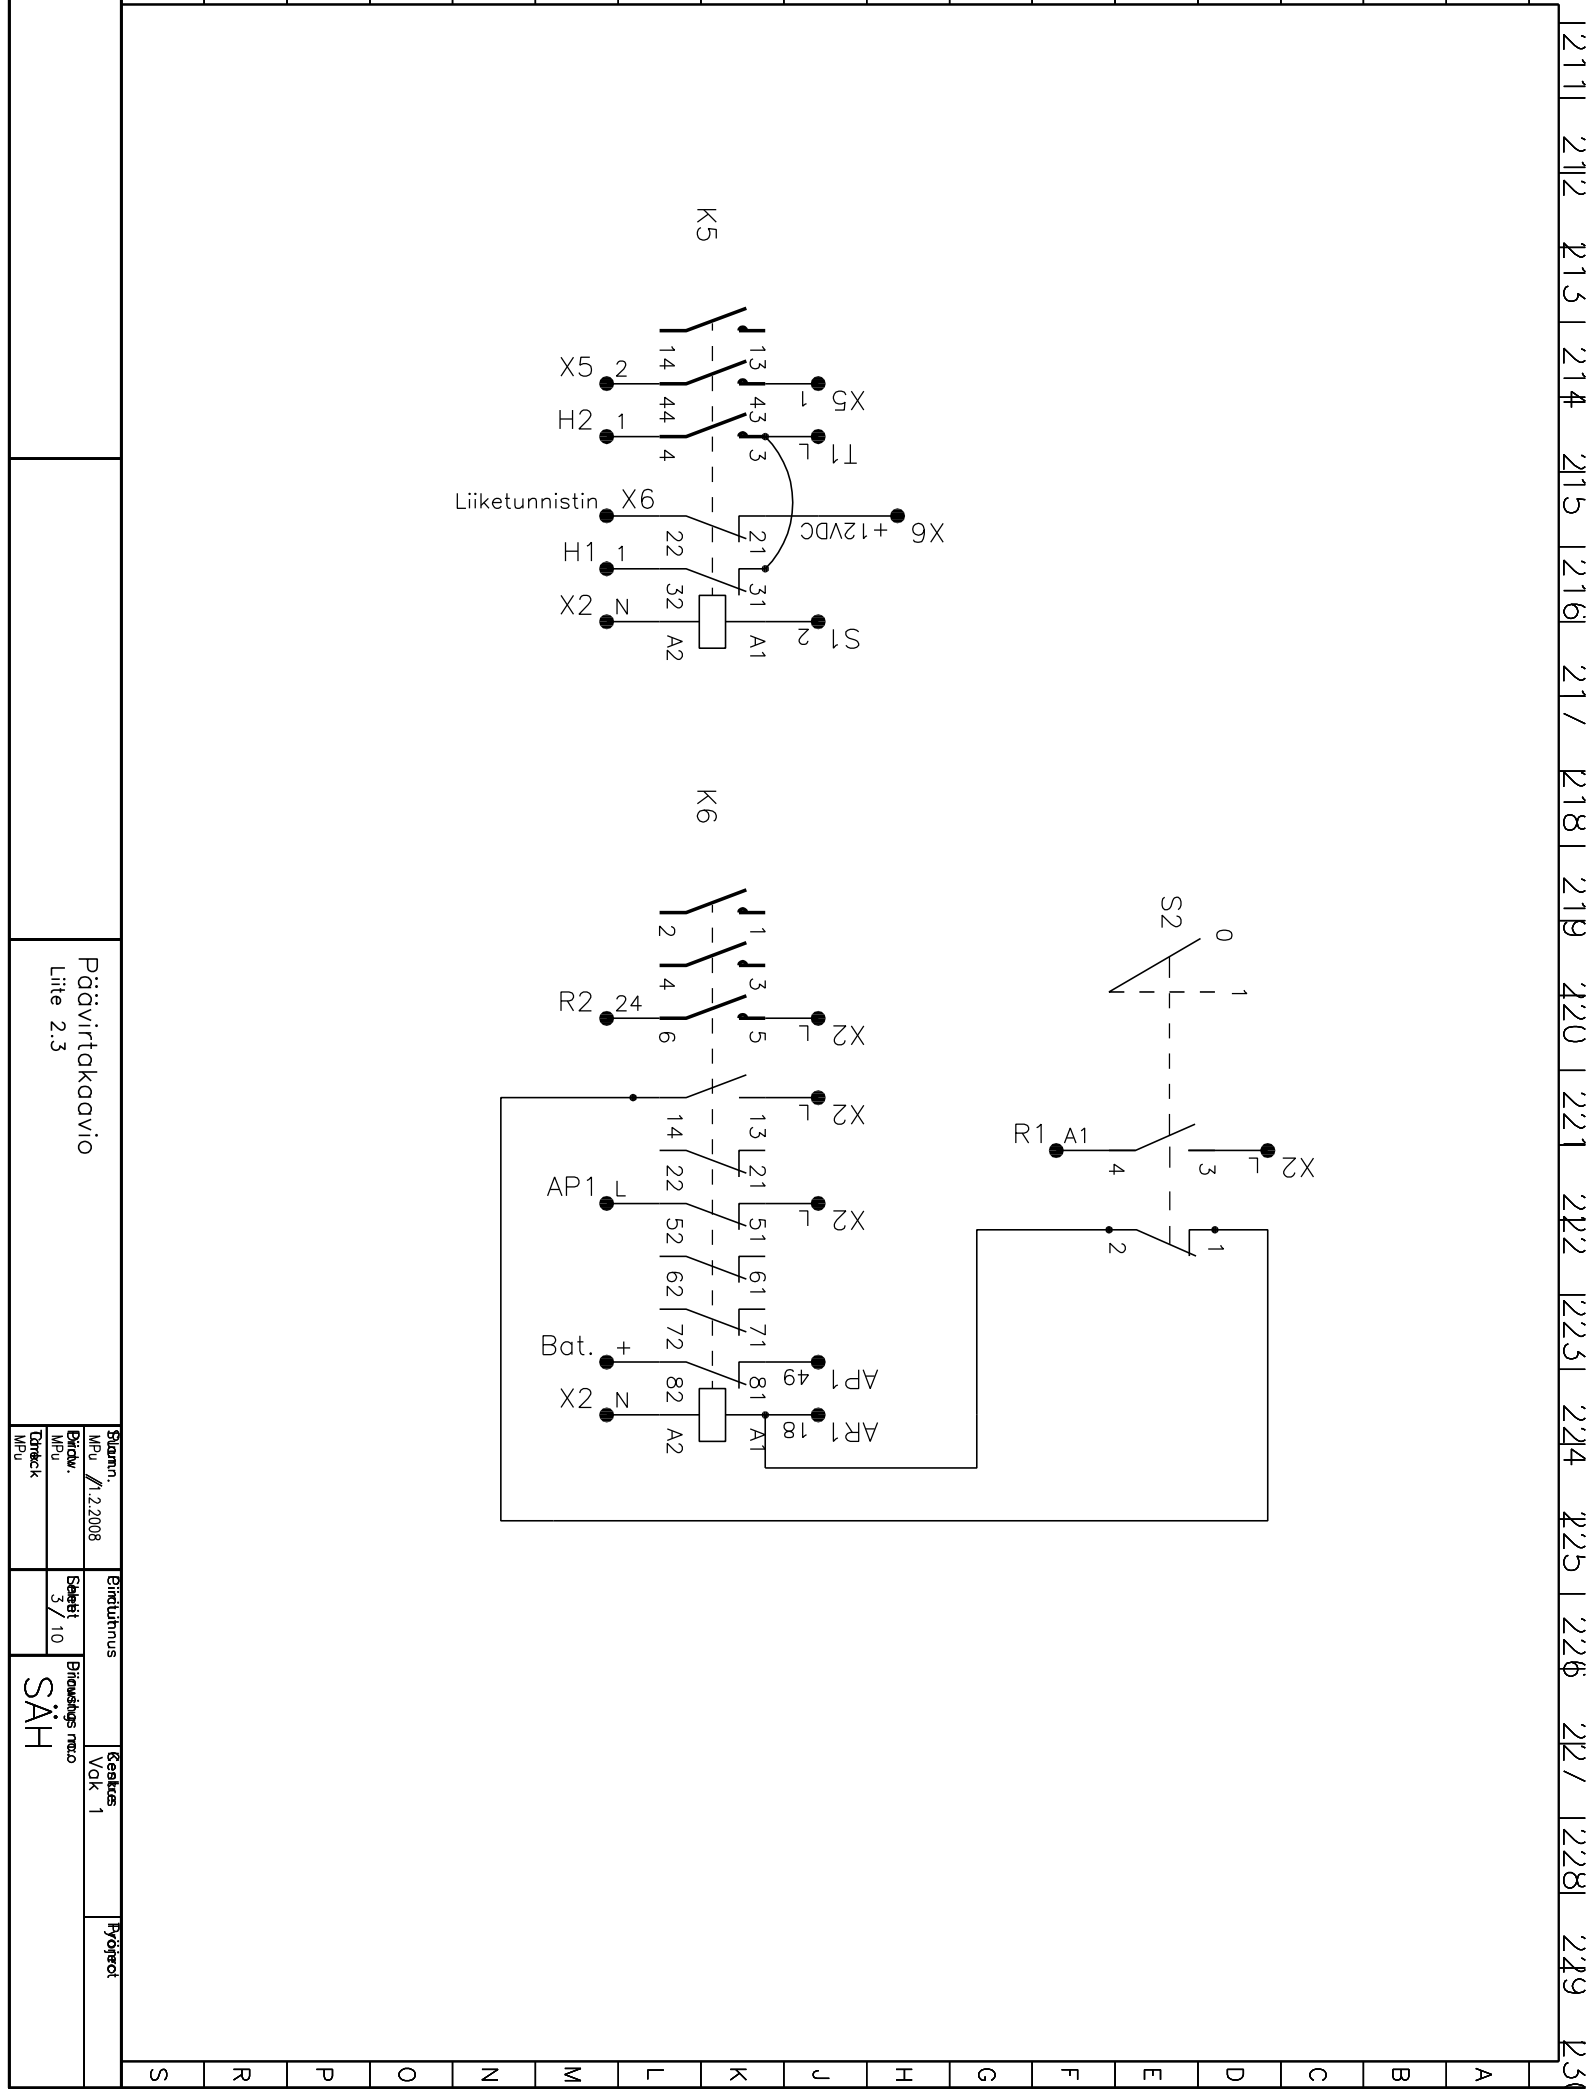 K5
13
14
X5 2
X5 1
43
44
H2 1
T1 L
3
4
Liiketunnistin X6
X6 +12VDC
21
22
H1 1
31
32
X2 N
S1 2
A1
A2
K6
1
2
3
4
R2 24
X2 L
5
6
X2 L
13
14
21
22
AP1 L
X2 L
51
52
61
62
71
72
Bat. +
AP1 49
81
82
X2 N
AR1 18
A1
A2
S2
0
1
R1 A1
X2 L
3
4
1
2
Päävirtakaavio
Liite 2.3
MPu 1.2.2008
MPu
MPu
3/10
SÄH
Vak 1
A
B
C
D
E
F
G
H
J
K
L
M
N
O
P
R
S